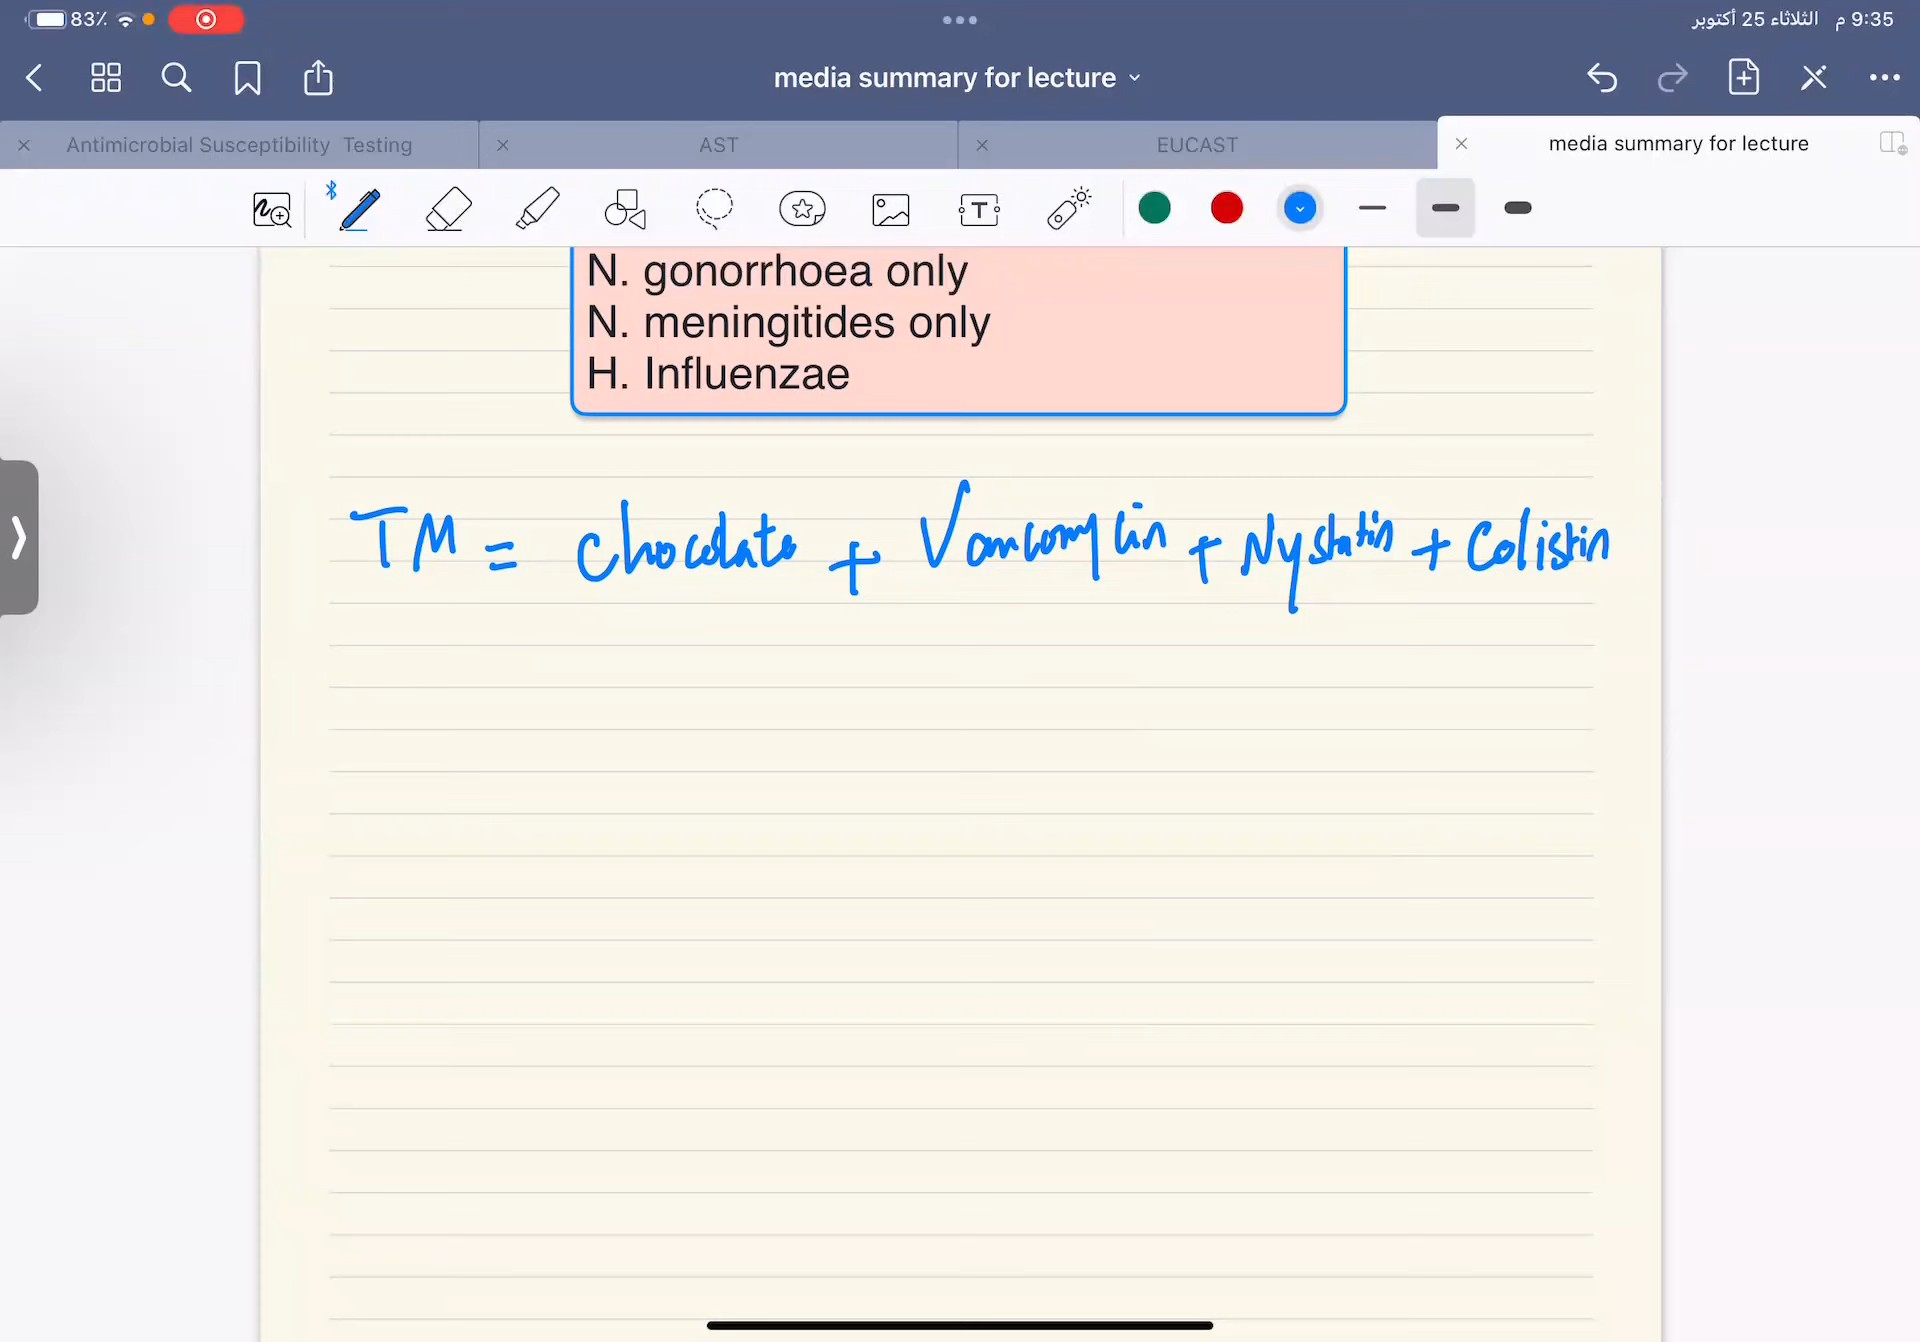 83٪
9:35 م الثلاثاء 25 أكتوبر
media summary for lecture
Antimicrobial Susceptibility Testing
AST
EUCAST
media summary for lecture
T
N. gonorrhoea only
N. meningitides only
H. Influenzae
TM = Chocolate + Vancomycin + Nystatin + Colistin